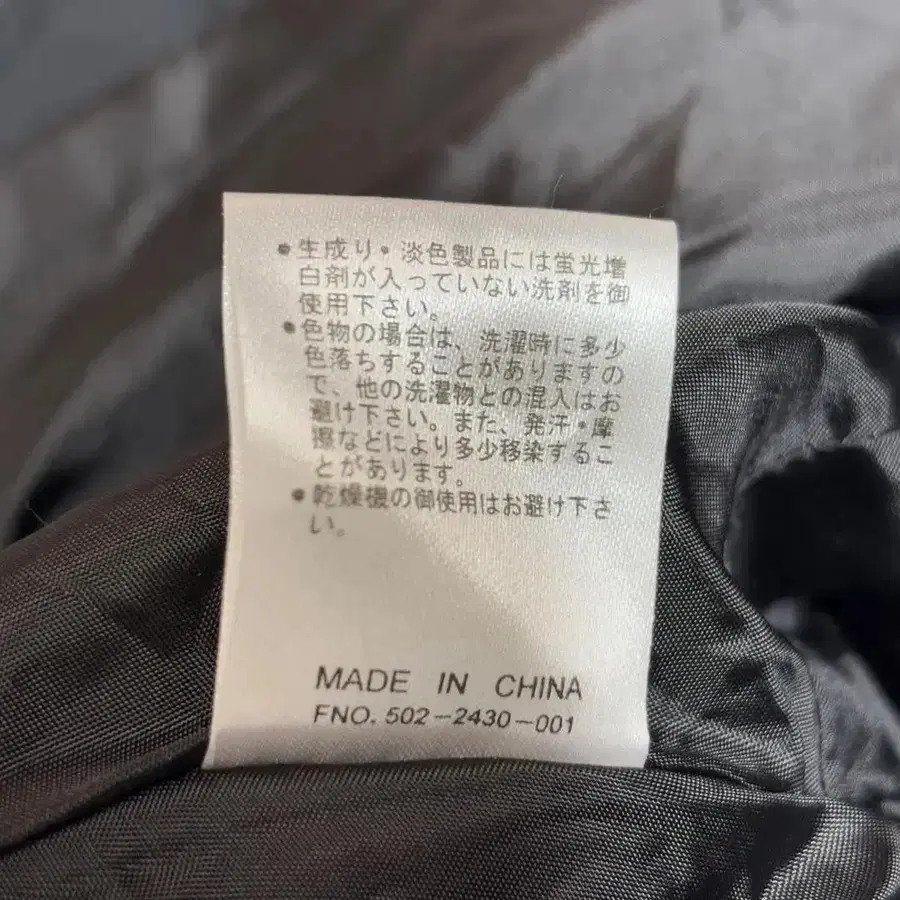 •生成り•淡色製品には蛍光増
白剤が入っていない洗剤を御
使用下さい。
•色物の場合は、洗濯時に多少
色落ちすることがありますの
で、他の洗濯物との混入はお
避け下さい。また、発汗•摩
擦などにより多少移染するこ
とがあります。
•乾燥機の御使用はお避け下さ
い。
MADE IN CHINA
FNO. 502-2430-001